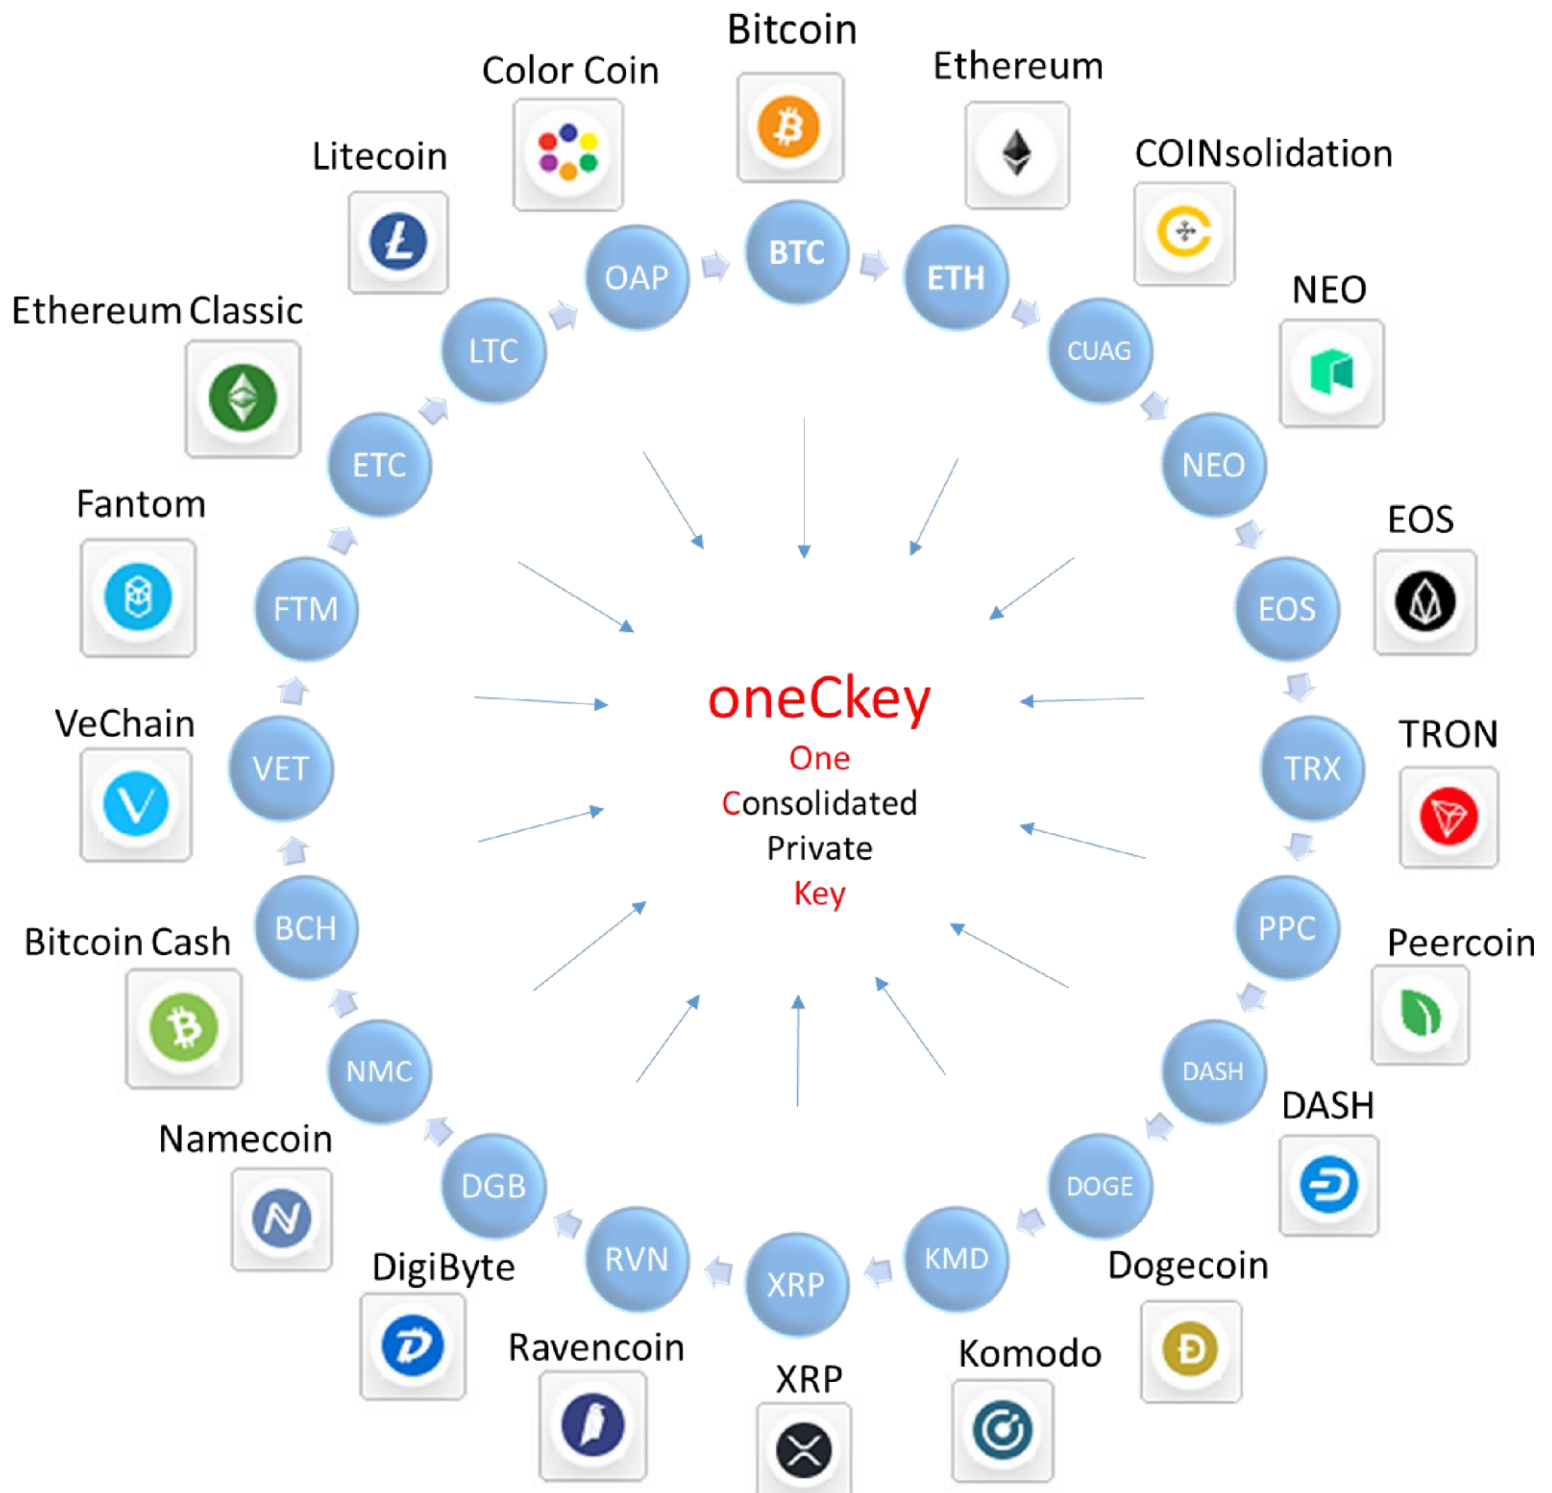 Bitcoin
Ethereum
COINsolidation
NEO
EOS
TRON
Peercoin
DASH
Dogecoin
Komodo
XRP
Ravencoin
DigiByte
Namecoin
Bitcoin Cash
VeChain
Fantom
Ethereum Classic
Litecoin
Color Coin
BTC
ETH
CUAG
NEO
EOS
TRX
PPC
DASH
DOGE
KMD
XRP
RVN
DGB
NMC
BCH
VET
FTM
ETC
LTC
OAP
oneCkey
One
Consolidated
Private
Key